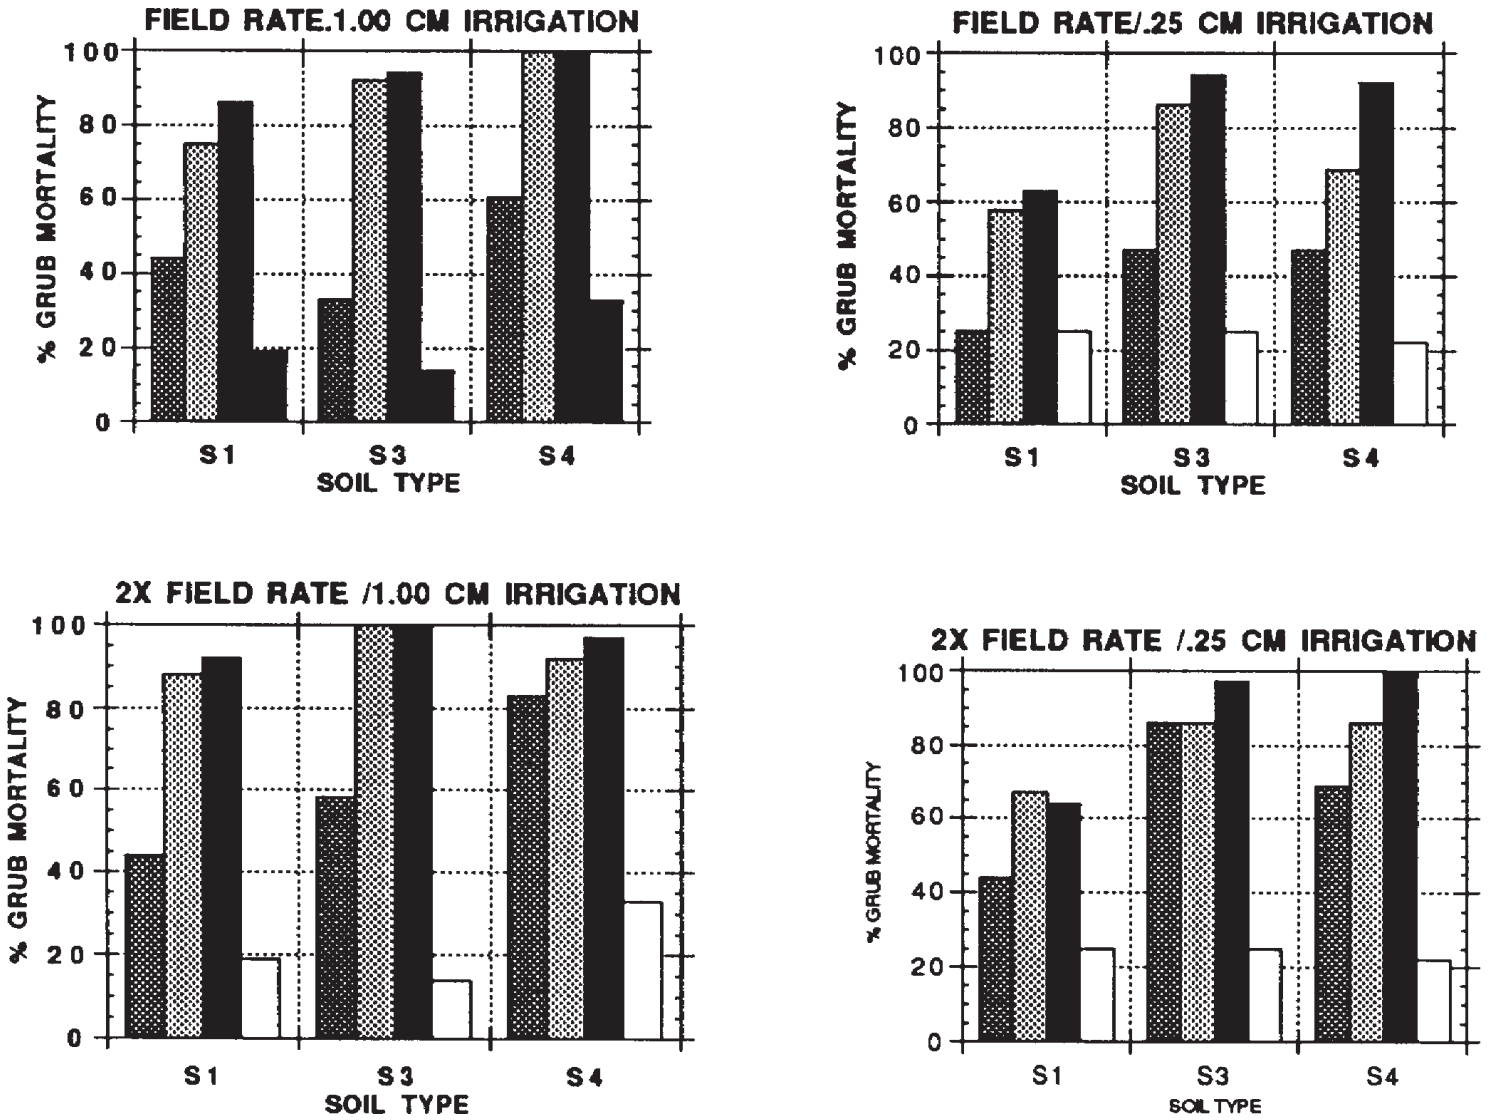 FIELD RATE.1.00 CM IRRIGATION
% GRUB MORTALITY
100
80
60
40
20
0
S1 S3 S4
SOIL TYPE
FIELD RATE/.25 CM IRRIGATION
% GRUB MORTALITY
100
80
60
40
20
0
S1 S3 S4
SOIL TYPE
2X FIELD RATE /1.00 CM IRRIGATION
% GRUB MORTALITY
100
80
60
40
20
0
S1 S3 S4
SOIL TYPE
2X FIELD RATE /.25 CM IRRIGATION
% GRUB MORTALITY
100
80
60
40
20
0
S1 S3 S4
SOIL TYPE